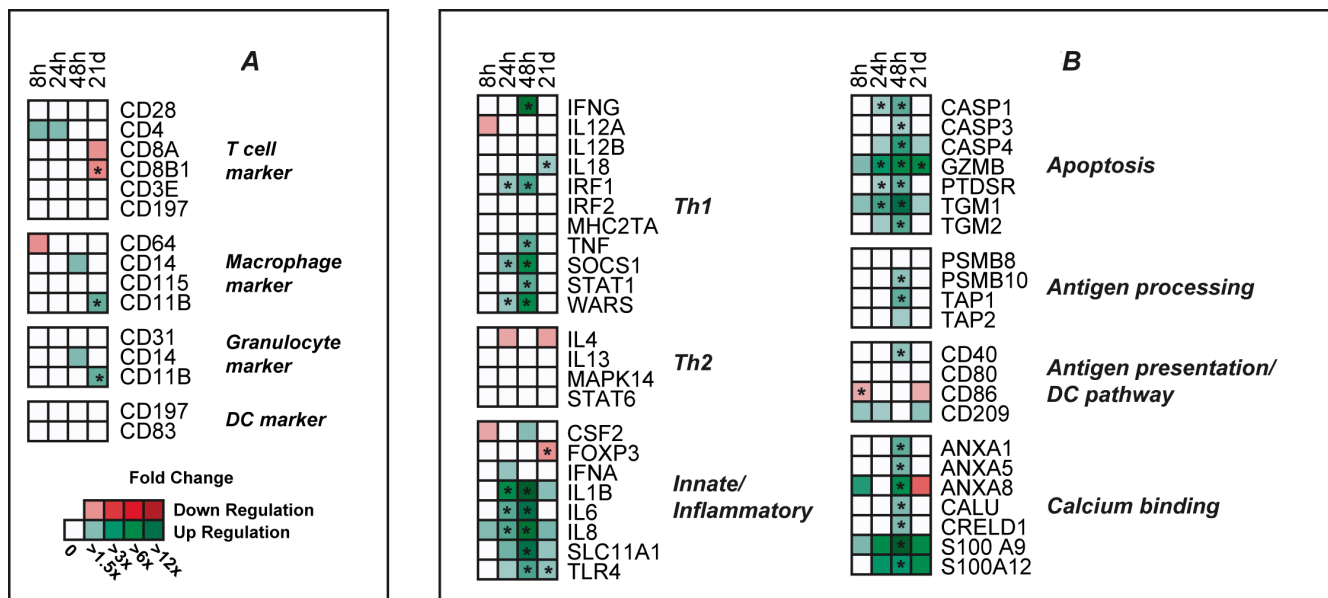 A
8h 24h 48h 21d
CD28
CD4
CD8A
CD8B1
*
CD3E
CD197
T cell
marker
CD64
CD14
CD115
CD11B
*
Macrophage
marker
CD31
CD14
CD11B
*
Granulocyte
marker
CD197
CD83
DC marker
Fold Change
Down Regulation
Up Regulation
0 >1.5x >3x >6x >12x
8h 24h 48h 21d
* IFNG
IL12A
IL12B
* IL18
* * IRF1
IRF2
MHC2TA
* TNF
* * SOCS1
* STAT1
* * WARS
Th1
IL4
IL13
MAPK14
STAT6
Th2
CSF2
* FOXP3
IFNA
* * IL1B
* * IL6
* * IL8
* SLC11A1
* * TLR4
Innate/
Inflammatory
B
8h 24h 48h 21d
* * CASP1
* CASP3
* CASP4
* * * GZMB
* * PTDSR
* * TGM1
* TGM2
Apoptosis
PSMB8
* PSMB10
* TAP1
TAP2
Antigen processing
* CD40
CD80
* CD86
CD209
Antigen presentation/
DC pathway
* ANXA1
* ANXA5
* ANXA8
* CALU
* CRELD1
* S100 A9
* S100A12
Calcium binding